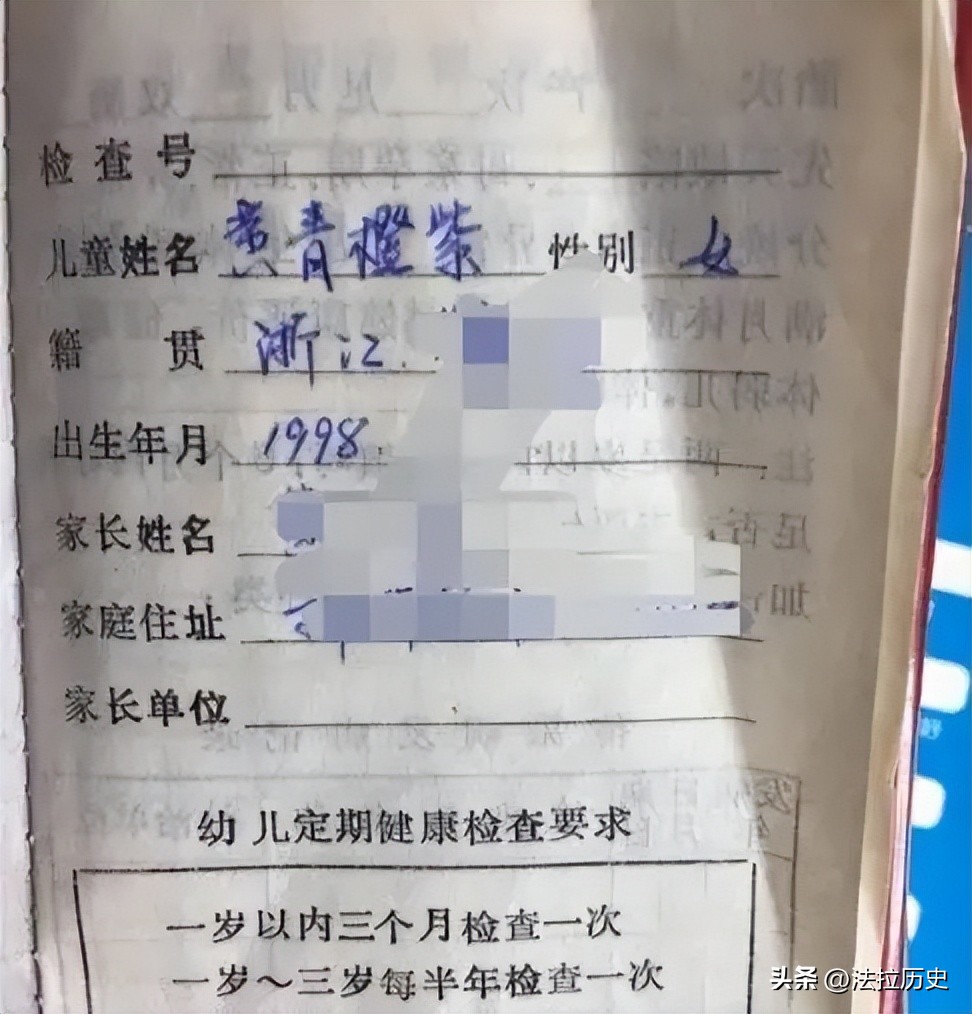 检查号
儿童姓名 黄青橙紫 性别 女
籍贯 浙江
出生年月 1998
家长姓名
家庭住址
家长单位
幼儿定期健康检查要求
一岁以内三个月检查一次
一岁～三岁每半年检查一次
头条 @法拉历史